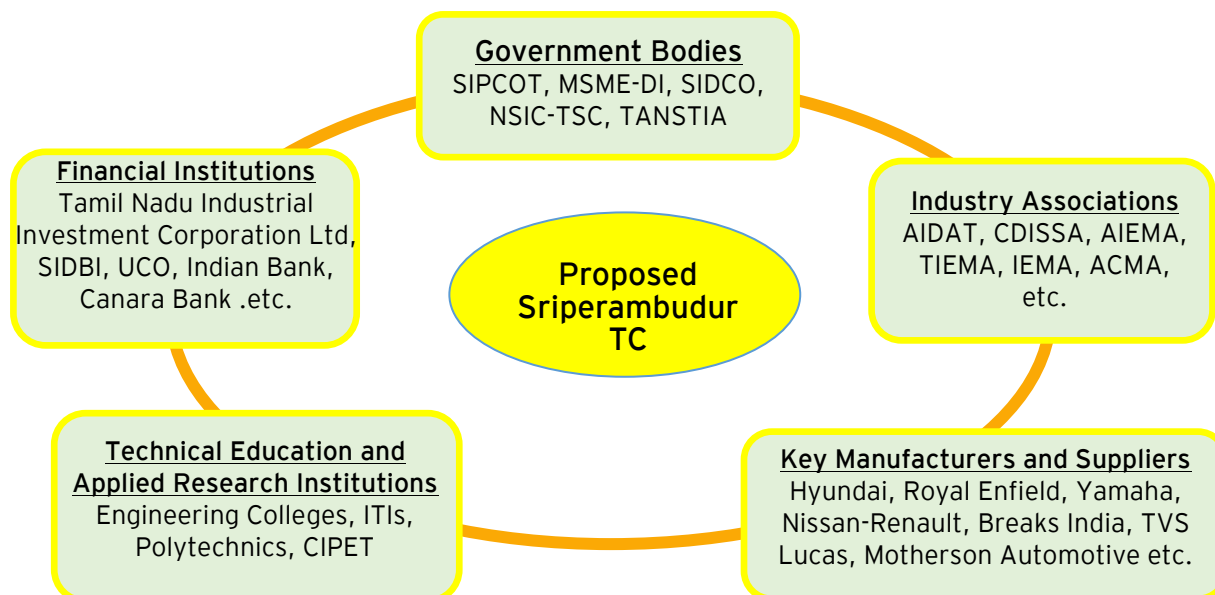 Government Bodies
SIPCOT, MSME-DI, SIDCO,
NSIC-TSC, TANSTIA
Financial Institutions
Tamil Nadu Industrial
Investment Corporation Ltd,
SIDBI, UCO, Indian Bank,
Canara Bank .etc.
Industry Associations
AIDAT, CDISSA, AIEMA,
TIEMA, IEMA, ACMA,
etc.
Proposed
Sriperambudur
TC
Technical Education and
Applied Research Institutions
Engineering Colleges, ITIs,
Polytechnics, CIPET
Key Manufacturers and Suppliers
Hyundai, Royal Enfield, Yamaha,
Nissan-Renault, Breaks India, TVS
Lucas, Motherson Automotive etc.